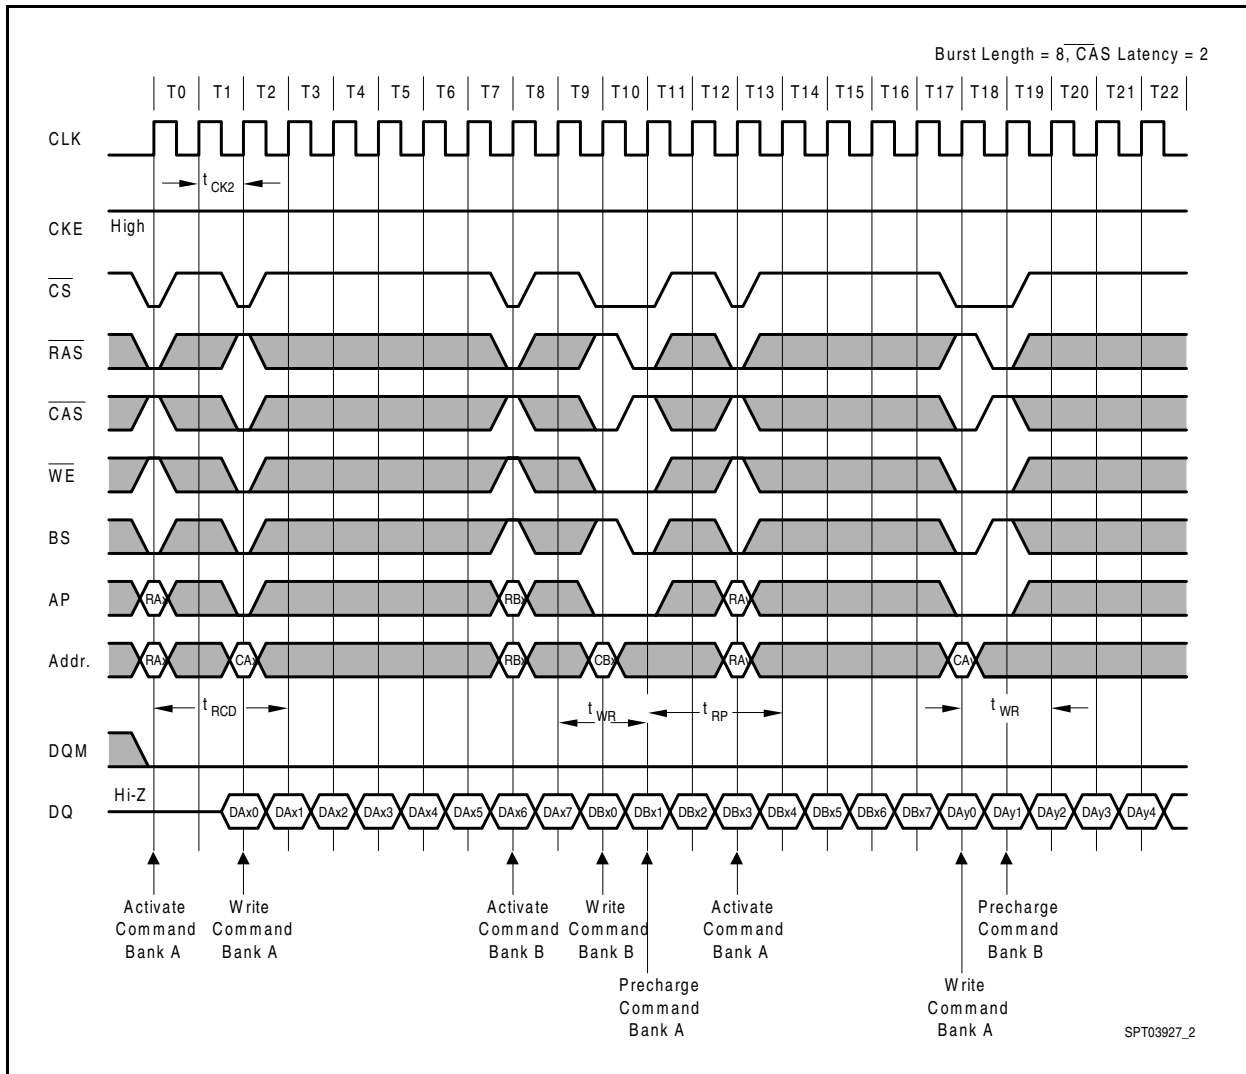 Burst Length = 8, CAS Latency = 2
T0 T1 T2 T3 T4 T5 T6 T7 T8 T9 T10 T11 T12 T13 T14 T15 T16 T17 T18 T19 T20 T21 T22
CLK
t CK2
CKE High
CS
RAS
CAS
WE
BS
AP RAx RBx RAy
Addr. RAx CAx RBx CBx RAy CAy
t RCD t WR t RP t WR
DQM
DQ Hi-Z DAx0 DAx1 DAx2 DAx3 DAx4 DAx5 DAx6 DAx7 DBx0 DBx1 DBx2 DBx3 DBx4 DBx5 DBx6 DBx7 DAy0 DAy1 DAy2 DAy3 DAy4
Activate Write Activate Write Activate Precharge
Command Command Command Command Command Command
Bank A Bank A Bank B Bank B Bank A Bank B
Precharge Write
Command Command
Bank A Bank A
SPT03927_2